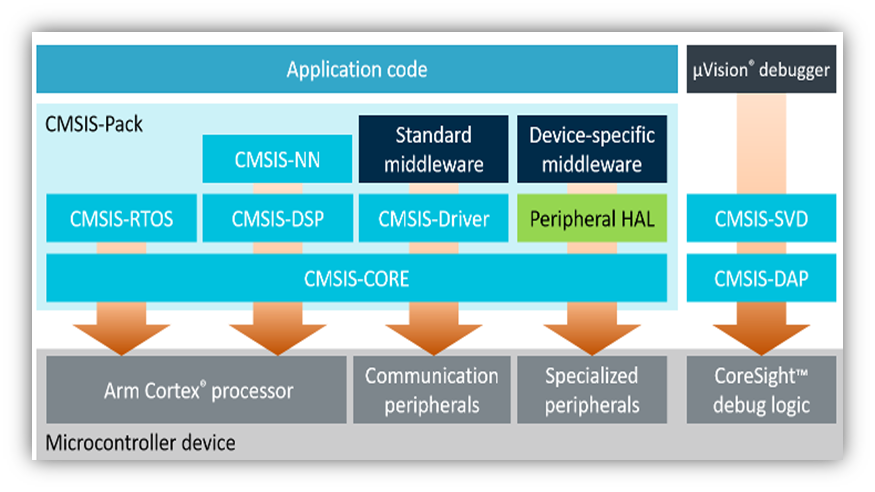 Application code
µVision® debugger
CMSIS-Pack
CMSIS-NN
Standard
middleware
Device-specific
middleware
CMSIS-RTOS
CMSIS-DSP
CMSIS-Driver
Peripheral HAL
CMSIS-SVD
CMSIS-CORE
CMSIS-DAP
Arm Cortex® processor
Communication
peripherals
Specialized
peripherals
CoreSight™
debug logic
Microcontroller device